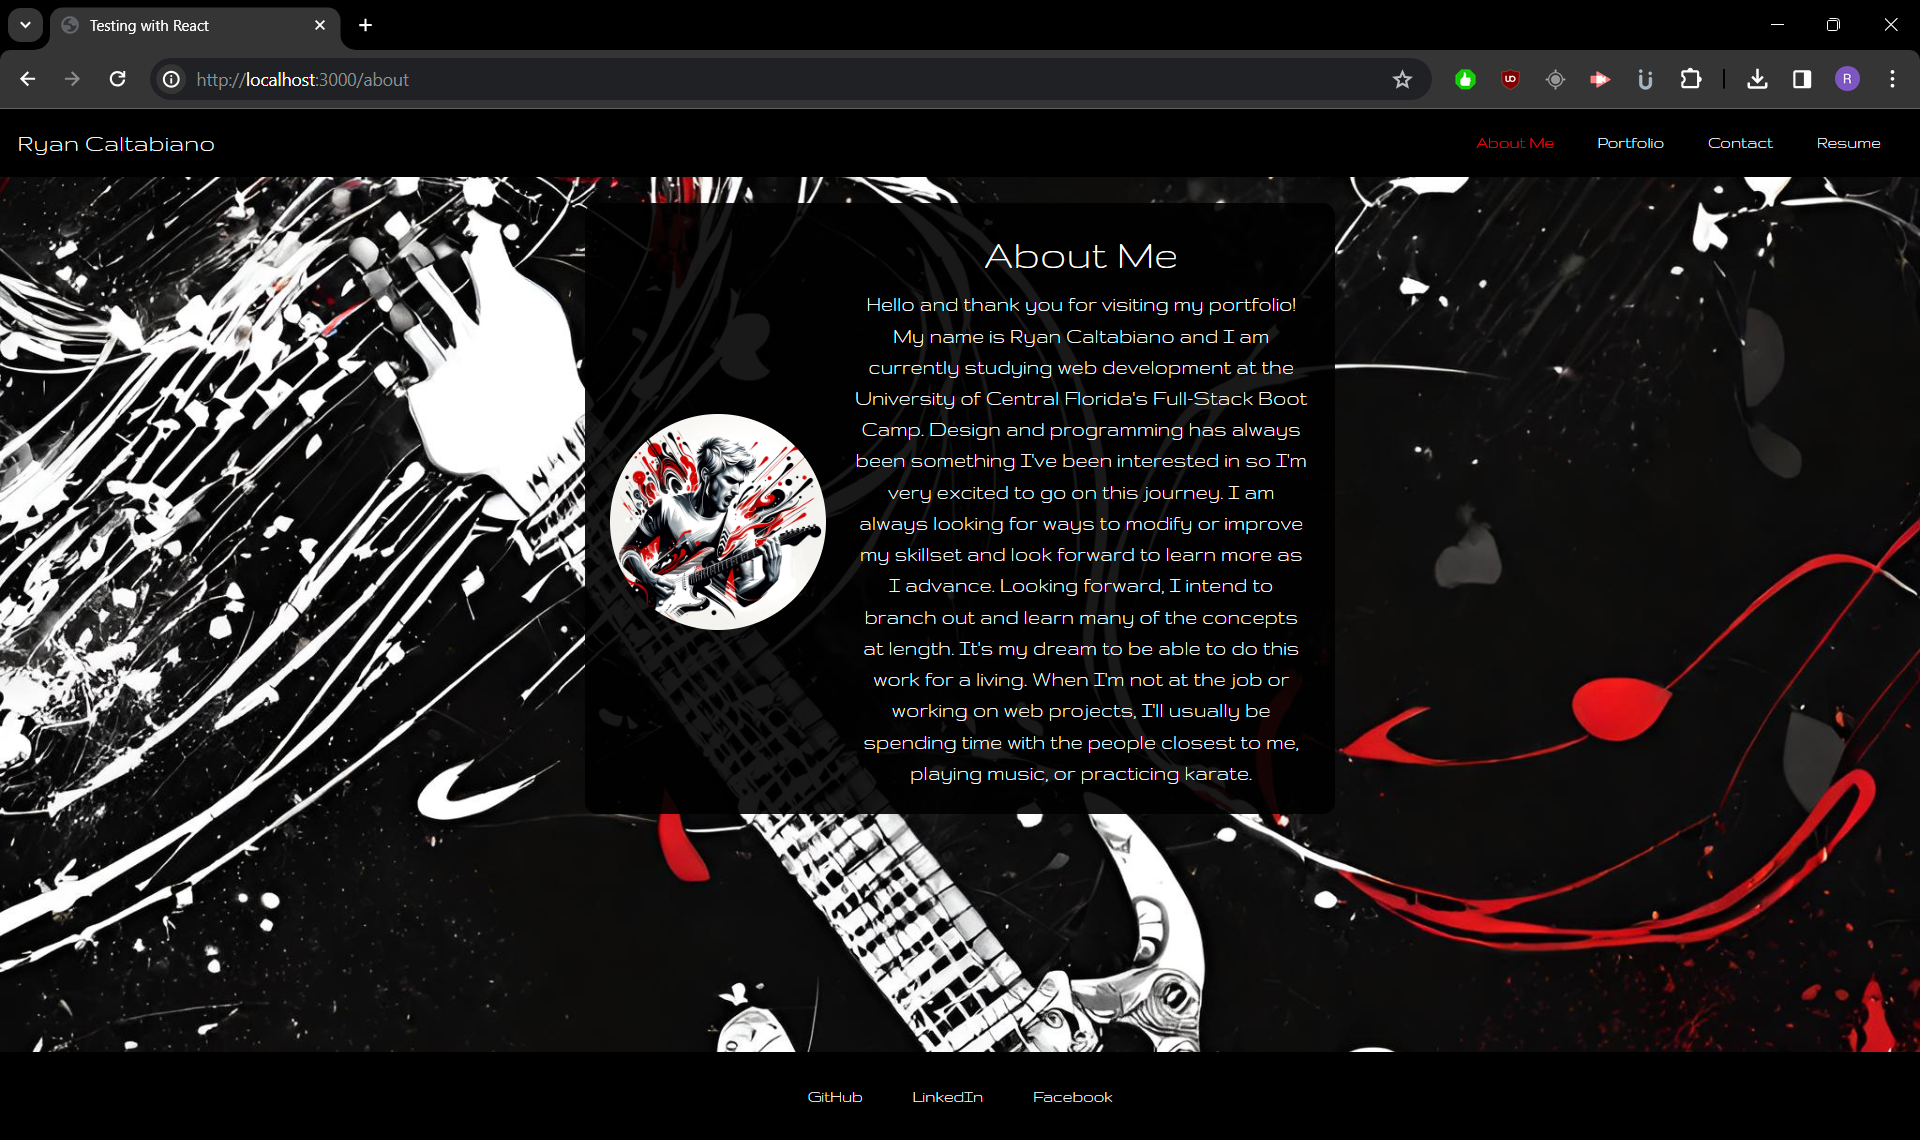 Testing with React
http://localhost:3000/about
R
Ryan Caltabiano
About Me
Portfolio
Contact
Resume
About Me
Hello and thank you for visiting my portfolio!
My name is Ryan Caltabiano and I am
currently studying web development at the
University of Central Florida's Full-Stack Boot
Camp. Design and programming has always
been something I've been interested in so I'm
very excited to go on this journey. I am
always looking for ways to modify or improve
my skillset and look forward to learn more as
I advance. Looking forward, I intend to
branch out and learn many of the concepts
at length. It's my dream to be able to do this
work for a living. When I'm not at the job or
working on web projects, I'll usually be
spending time with the people closest to me,
playing music, or practicing karate.
GitHub
LinkedIn
Facebook